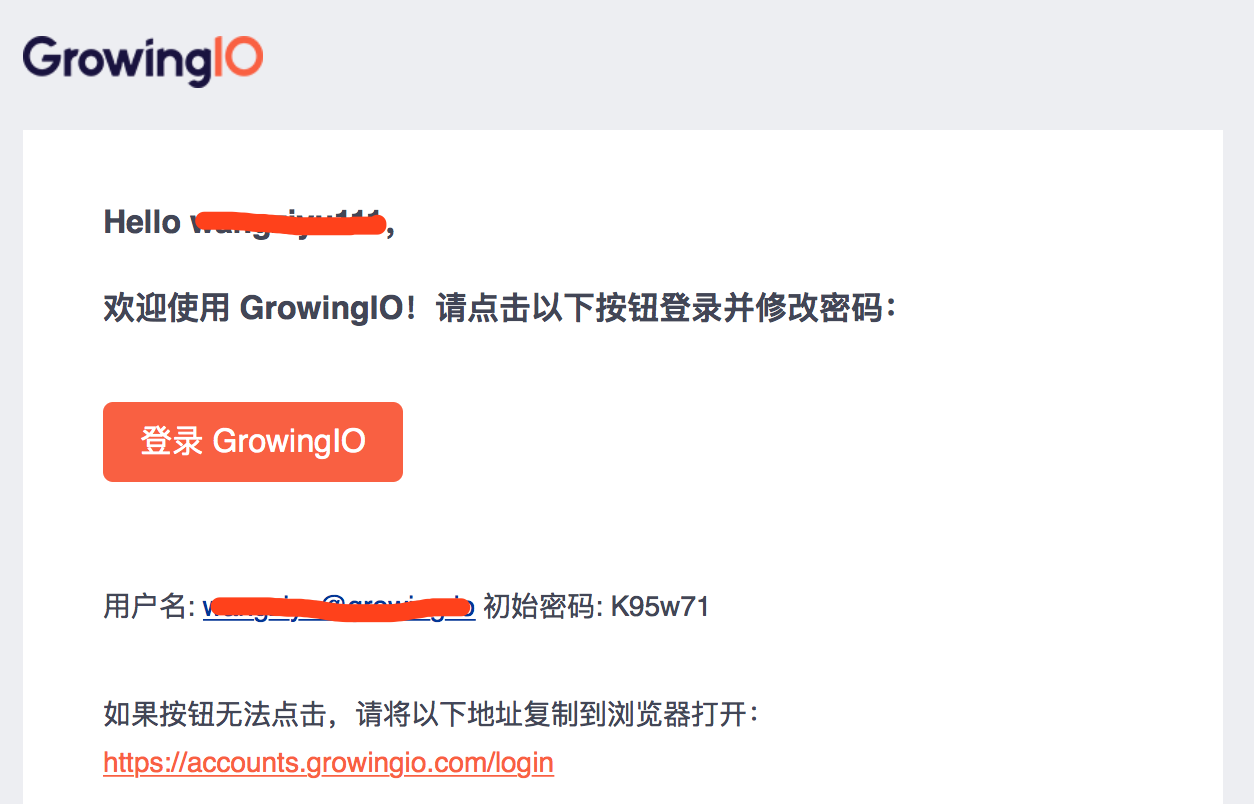 GrowingIO
Hello
欢迎使用 GrowingIO！请点击以下按钮登录并修改密码：
登录 GrowingIO
用户名: 初始密码: K95w71
如果按钮无法点击，请将以下地址复制到浏览器打开：
https://accounts.growingio.com/login